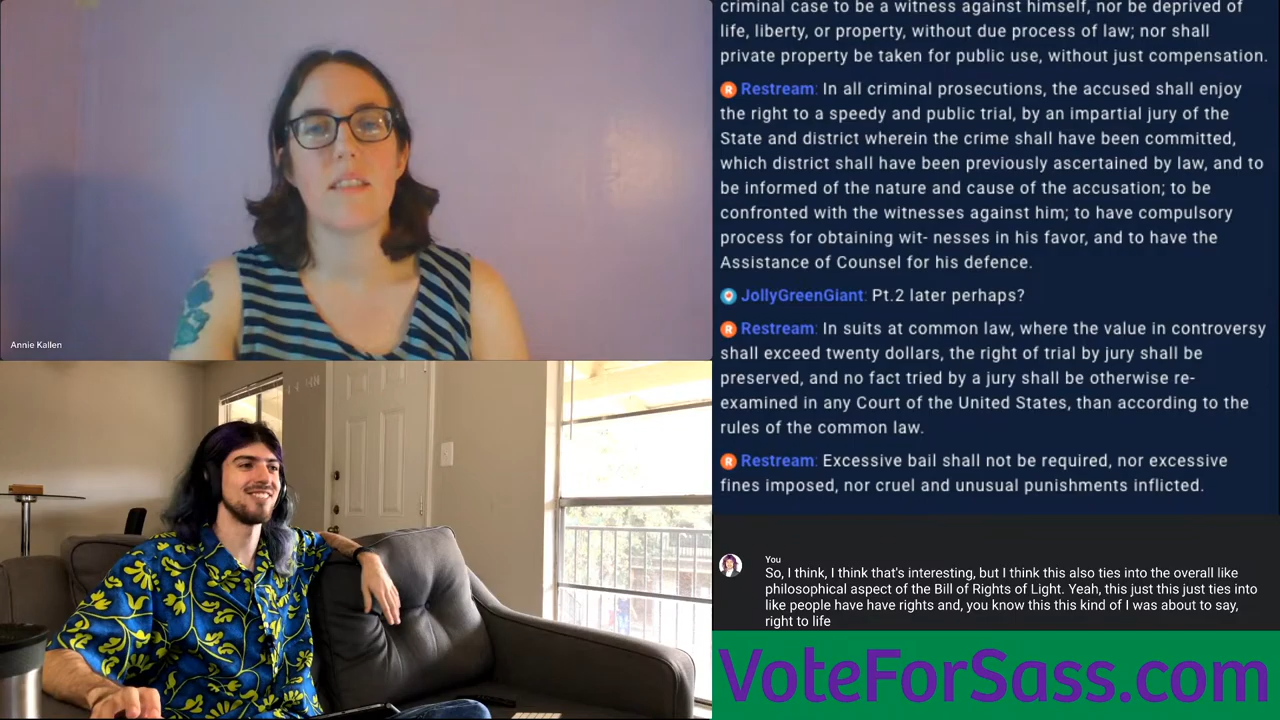 Annie Kallen
criminal case to be a witness against himself, nor be deprived of
life, liberty, or property, without due process of law; nor shall
private property be taken for public use, without just compensation.
Restream: In all criminal prosecutions, the accused shall enjoy
the right to a speedy and public trial, by an impartial jury of the
State and district wherein the crime shall have been committed,
which district shall have been previously ascertained by law, and to
be informed of the nature and cause of the accusation; to be
confronted with the witnesses against him; to have compulsory
process for obtaining wit- nesses in his favor, and to have the
Assistance of Counsel for his defence.
JollyGreenGiant: Pt.2 later perhaps?
Restream: In suits at common law, where the value in controversy
shall exceed twenty dollars, the right of trial by jury shall be
preserved, and no fact tried by a jury shall be otherwise re-
examined in any Court of the United States, than according to the
rules of the common law.
Restream: Excessive bail shall not be required, nor excessive
fines imposed, nor cruel and unusual punishments inflicted.
You
So, I think, I think that's interesting, but I think this also ties into the overall like
philosophical aspect of the Bill of Rights of Light. Yeah, this just this just ties into
like people have have rights and, you know this this kind of I was about to say,
right to life
VoteForSass.com